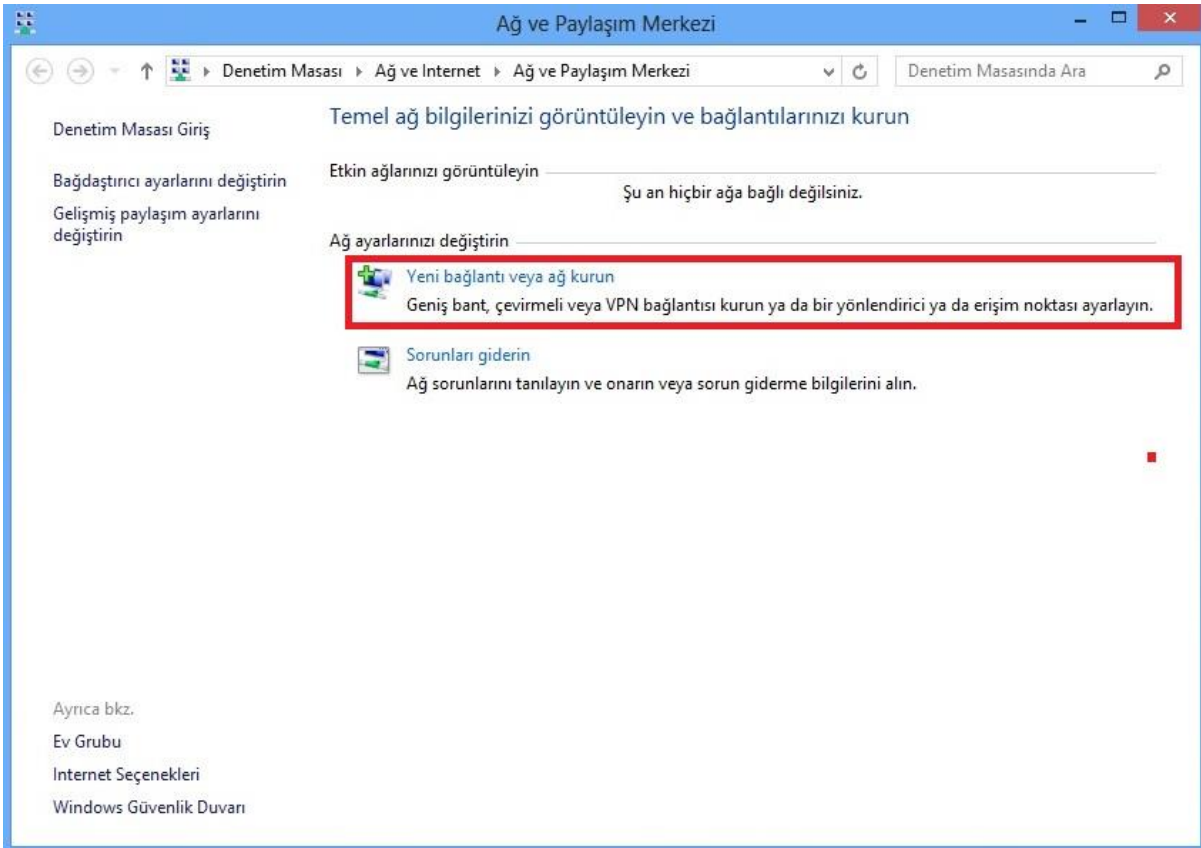 Ağ ve Paylaşım Merkezi
Denetim Masası ▸ Ağ ve Internet ▸ Ağ ve Paylaşım Merkezi
Denetim Masasında Ara
Denetim Masası Giriş
Bağdaştırıcı ayarlarını değiştirin
Gelişmiş paylaşım ayarlarını
değiştirin
Temel ağ bilgilerinizi görüntüleyin ve bağlantılarınızı kurun
Etkin ağlarınızı görüntüleyin
Şu an hiçbir ağa bağlı değilsiniz.
Ağ ayarlarınızı değiştirin
Yeni bağlantı veya ağ kurun
Geniş bant, çevirmeli veya VPN bağlantısı kurun ya da bir yönlendirici ya da erişim noktası ayarlayın.
Sorunları giderin
Ağ sorunlarını tanılayın ve onarın veya sorun giderme bilgilerini alın.
Ayrıca bkz.
Ev Grubu
Internet Seçenekleri
Windows Güvenlik Duvarı